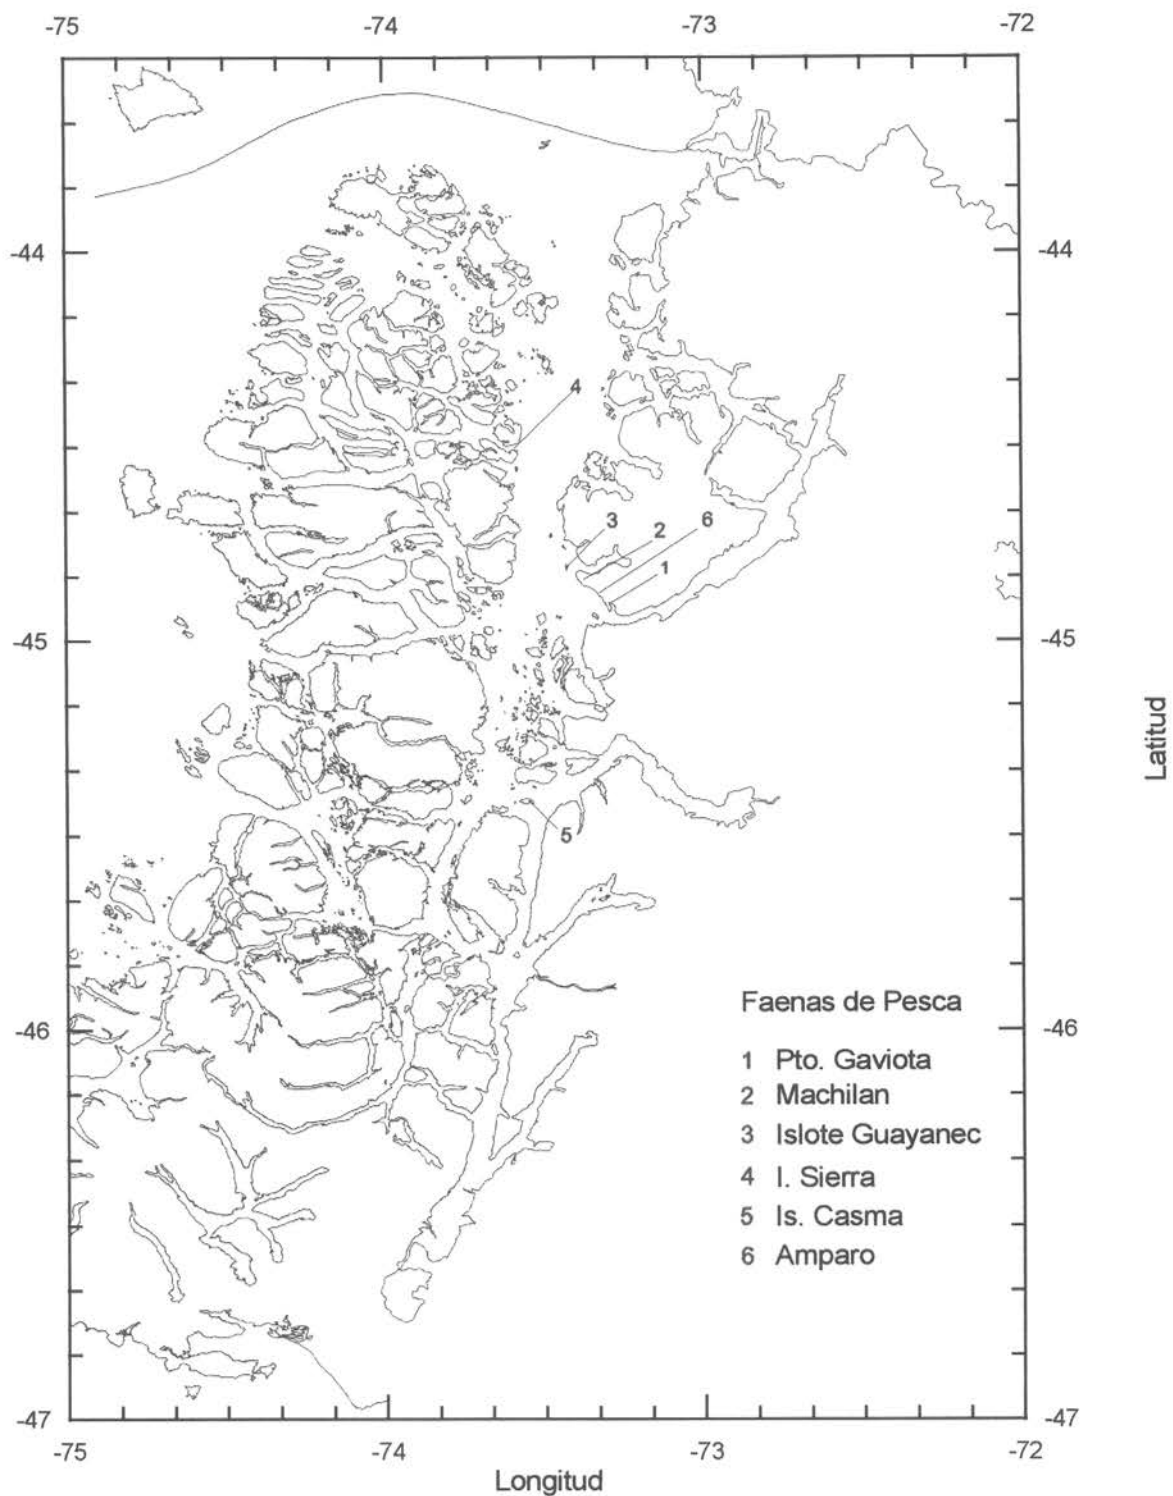 -75 -74 -73 -72
-44 -44
4
3 2 6
1
-45 -45
Latitud
5
Faenas de Pesca
-46 -46
1 Pto. Gaviota
2 Machilan
3 Islote Guayanec
4 I. Sierra
5 Is. Casma
6 Amparo
-47 -47
-75 -74 -73 -72
Longitud